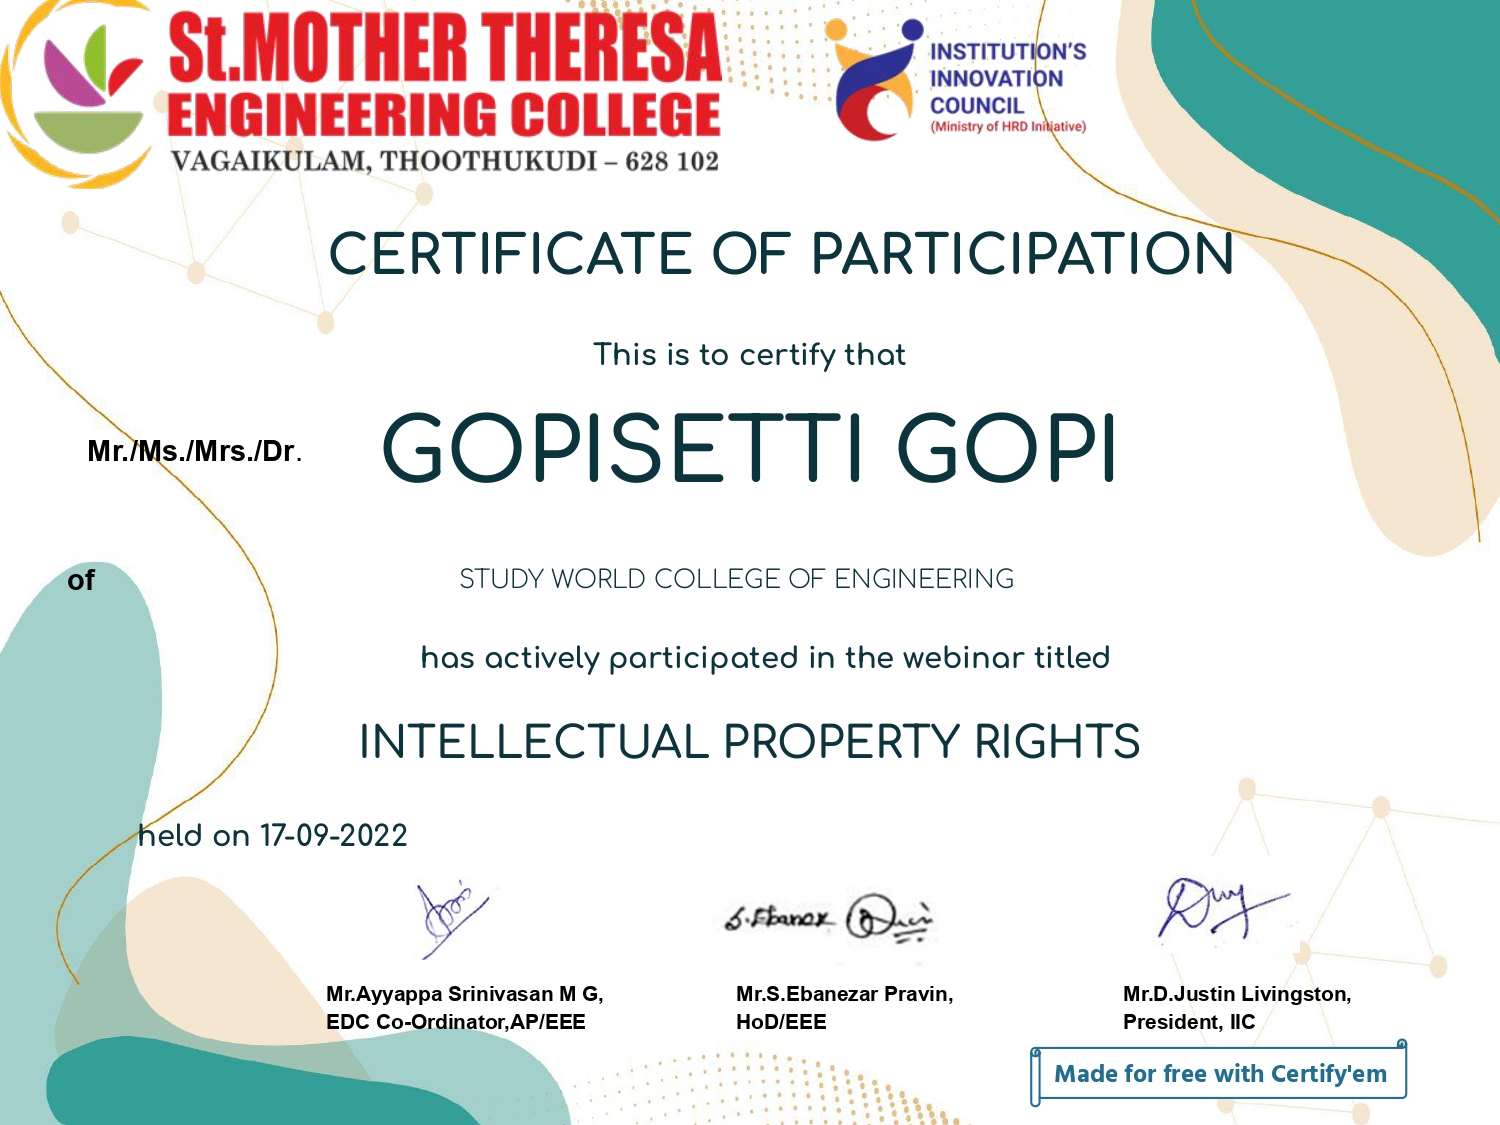 St.MOTHER THERESA
ENGINEERING COLLEGE
VAGAIKULAM, THOOTHUKUDI – 628 102
INSTITUTION'S
INNOVATION
COUNCIL
(Ministry of HRD Initiative)
CERTIFICATE OF PARTICIPATION
This is to certify that
Mr./Ms./Mrs./Dr. GOPISETTI GOPI
of STUDY WORLD COLLEGE OF ENGINEERING
has actively participated in the webinar titled
INTELLECTUAL PROPERTY RIGHTS
held on 17-09-2022
S.Ebanezar
Mr.Ayyappa Srinivasan M G,
EDC Co-Ordinator,AP/EEE
Mr.S.Ebanezar Pravin,
HoD/EEE
Mr.D.Justin Livingston,
President, IIC
Made for free with Certify'em